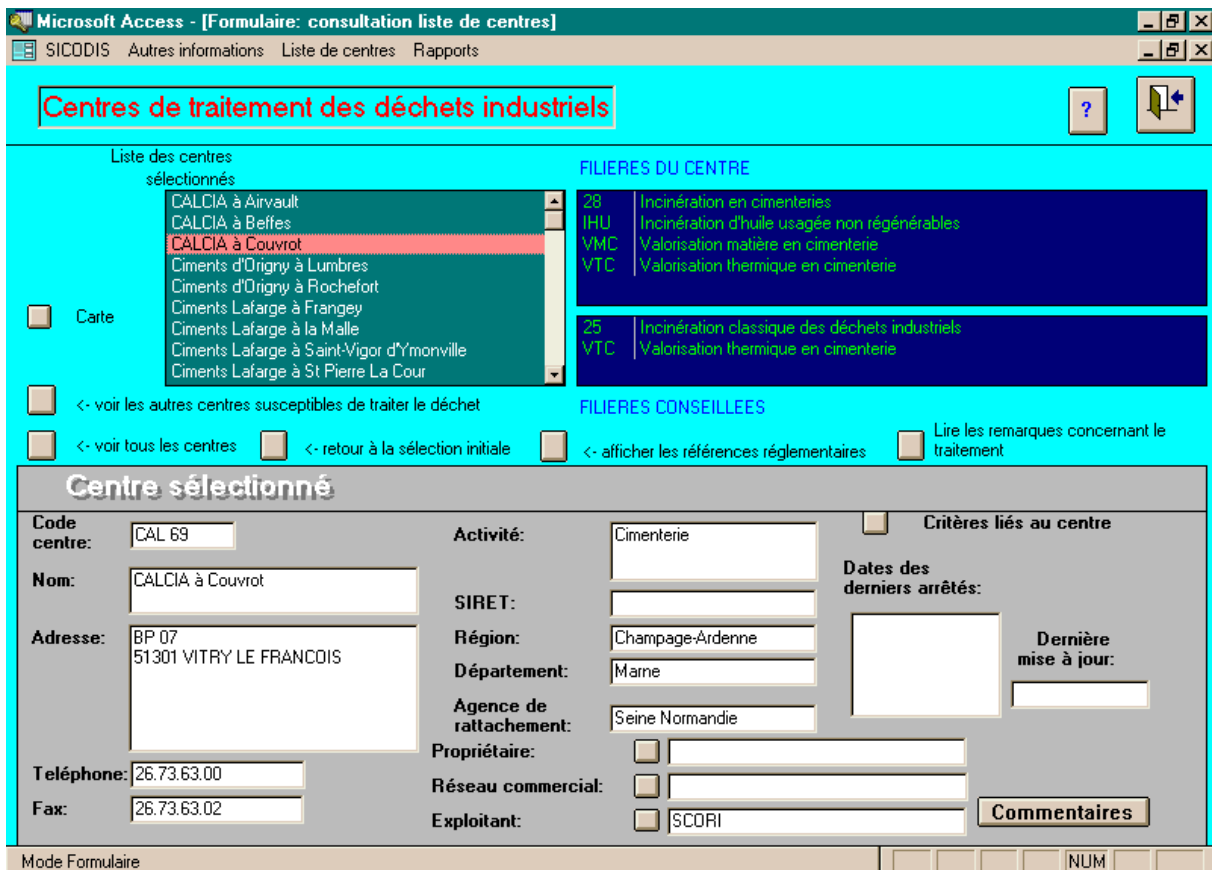 Microsoft Access - [Formulaire: consultation liste de centres]
SICODIS Autres informations Liste de centres Rapports
Centres de traitement des déchets industriels
?
Liste des centres
sélectionnés
CALCIA à Airvault
CALCIA à Beffes
CALCIA à Couvrot
Ciments d'Origny à Lumbres
Ciments d'Origny à Rochefort
Ciments Lafarge à Frangey
Ciments Lafarge à la Malle
Ciments Lafarge à Saint-Vigor d'Ymonville
Ciments Lafarge à St Pierre La Cour
Carte
FILIERES DU CENTRE
28 Incinération en cimenteries
IHU Incinération d'huile usagée non régénérables
VMC Valorisation matière en cimenterie
VTC Valorisation thermique en cimenterie
25 Incinération classique des déchets industriels
VTC Valorisation thermique en cimenterie
<- voir les autres centres susceptibles de traiter le déchet
FILIERES CONSEILLEES
<- voir tous les centres
<- retour à la sélection initiale
<- afficher les références réglementaires
Lire les remarques concernant le
traitement
Centre sélectionné
Code
centre:
CAL 69
Nom:
CALCIA à Couvrot
Adresse:
BP 07
51301 VITRY LE FRANCOIS
Teléphone:
26.73.63.00
Fax:
26.73.63.02
Activité:
Cimenterie
SIRET:
Région:
Champage-Ardenne
Département:
Marne
Agence de
rattachement:
Seine Normandie
Propriétaire:
Réseau commercial:
Exploitant:
SCORI
Critères liés au centre
Dates des
derniers arrêtés:
Dernière
mise à jour:
Commentaires
Mode Formulaire
NUM